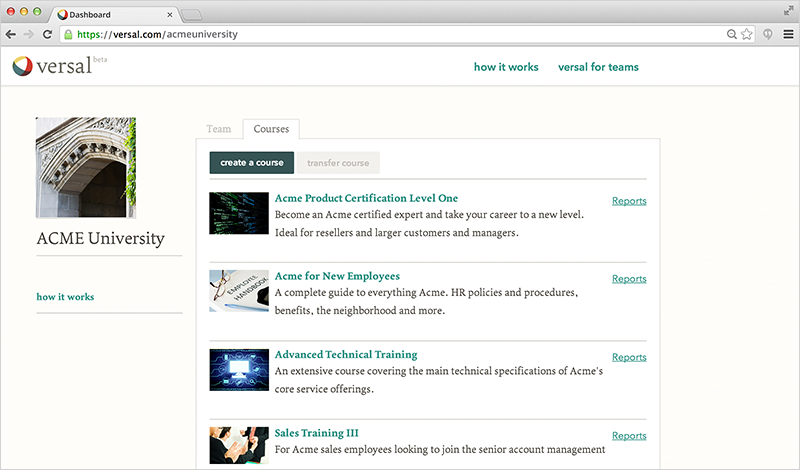 Dashboard
https://versal.com/acmeuniversity
versal beta
how it works
versal for teams
Team
Courses
create a course
transfer course
ACME University
how it works
Acme Product Certification Level One
Reports
Become an Acme certified expert and take your career to a new level.
Ideal for resellers and larger customers and managers.
EMPLOYEE
HANDBOOK
Acme for New Employees
Reports
A complete guide to everything Acme. HR policies and procedures,
benefits, the neighborhood and more.
Advanced Technical Training
Reports
An extensive course covering the main technical specifications of Acme's
core service offerings.
Sales Training III
Reports
For Acme sales employees looking to join the senior account management